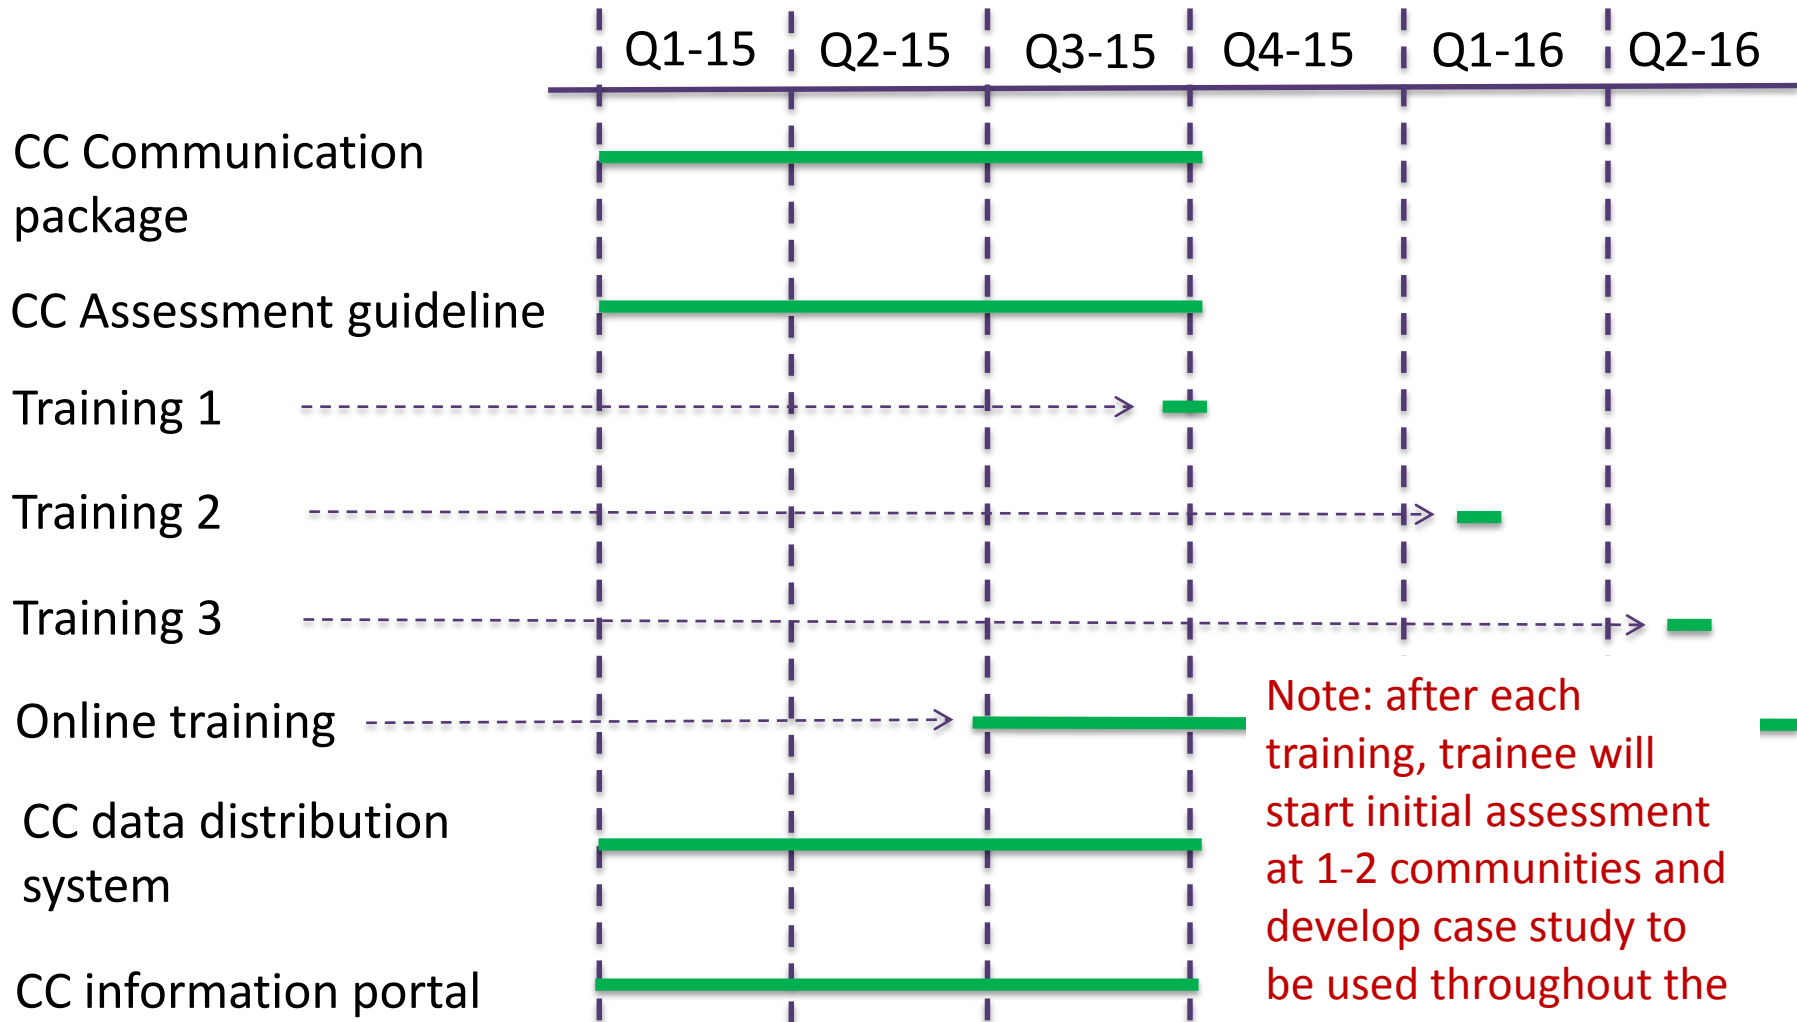 Q1-15 Q2-15 Q3-15 Q4-15 Q1-16 Q2-16
CC Communication
package
CC Assessment guideline
Training 1
Training 2
Training 3
Online training
CC data distribution
system
CC information portal
Note: after each
training, trainee will
start initial assessment
at 1-2 communities and
develop case study to
be used throughout the